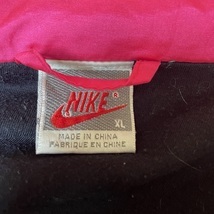 NIKE®
XL
MADE IN CHINA
FABRIQUE EN CHINE